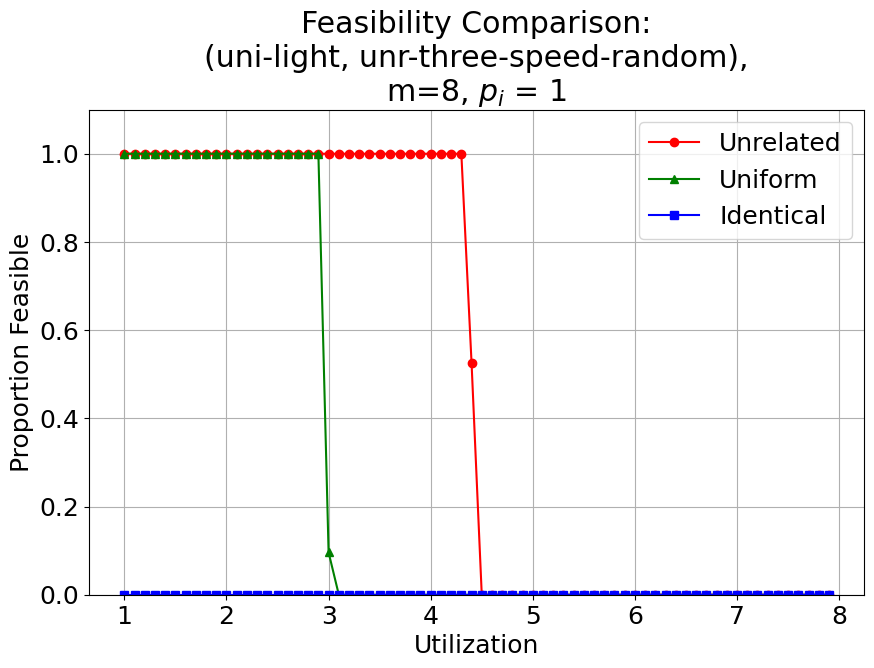 Feasibility Comparison:
(uni-light, unr-three-speed-random),
m=8, pᵢ = 1
Unrelated
Uniform
Identical
Proportion Feasible
1.0
0.8
0.6
0.4
0.2
0.0
1 2 3 4 5 6 7 8
Utilization